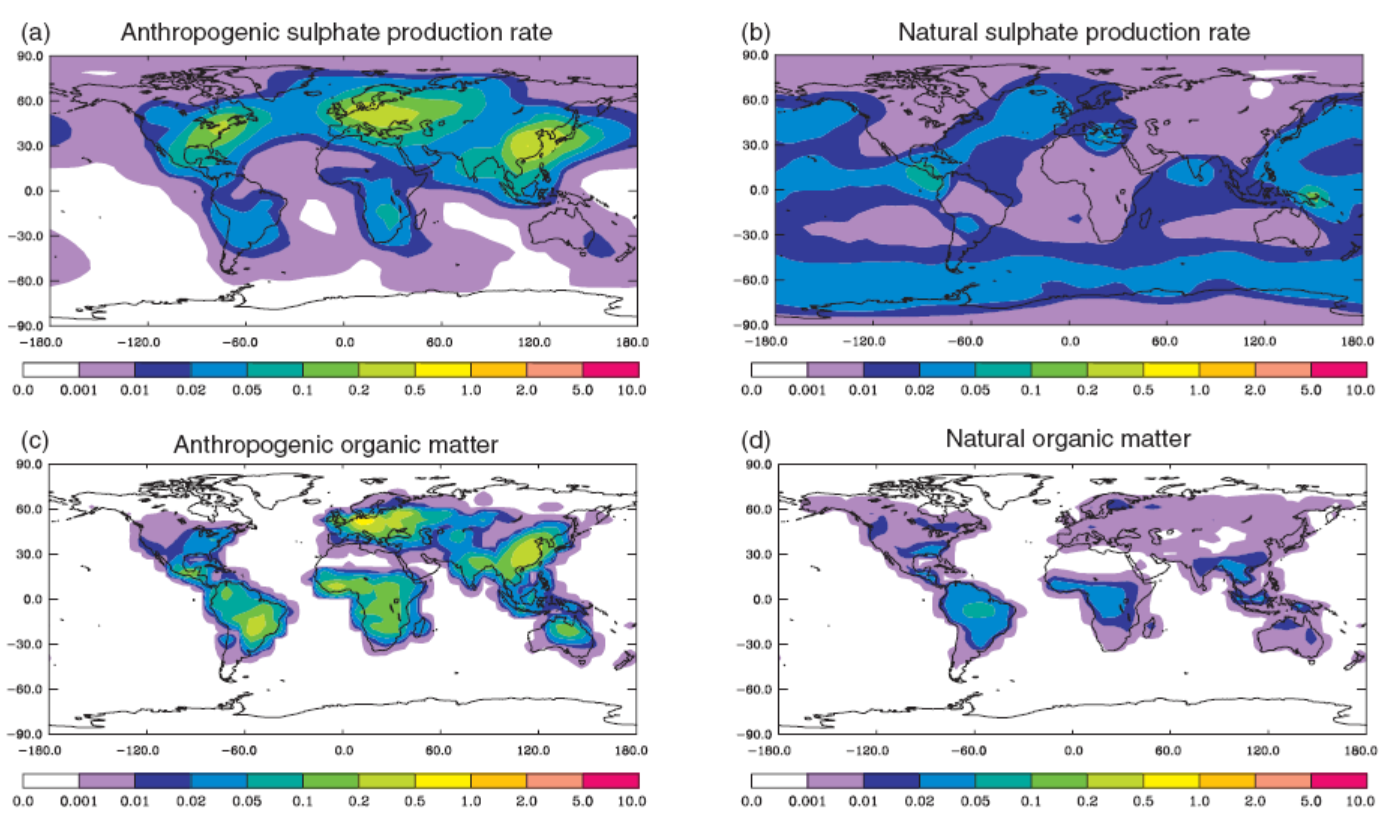 (a) Anthropogenic sulphate production rate
90.0
60.0
30.0
0.0
−30.0
−60.0
−90.0
−180.0 −120.0 −60.0 0.0 60.0 120.0 180.0
0.0 0.001 0.01 0.02 0.05 0.1 0.2 0.5 1.0 2.0 5.0 10.0
(b) Natural sulphate production rate
90.0
60.0
30.0
0.0
−30.0
−60.0
−90.0
−180.0 −120.0 −60.0 0.0 60.0 120.0 180.0
0.0 0.001 0.01 0.02 0.05 0.1 0.2 0.5 1.0 2.0 5.0 10.0
(c) Anthropogenic organic matter
90.0
60.0
30.0
0.0
−30.0
−60.0
−90.0
−180.0 −120.0 −60.0 0.0 60.0 120.0 180.0
0.0 0.001 0.01 0.02 0.05 0.1 0.2 0.5 1.0 2.0 5.0 10.0
(d) Natural organic matter
90.0
60.0
30.0
0.0
−30.0
−60.0
−90.0
−180.0 −120.0 −60.0 0.0 60.0 120.0 180.0
0.0 0.001 0.01 0.02 0.05 0.1 0.2 0.5 1.0 2.0 5.0 10.0